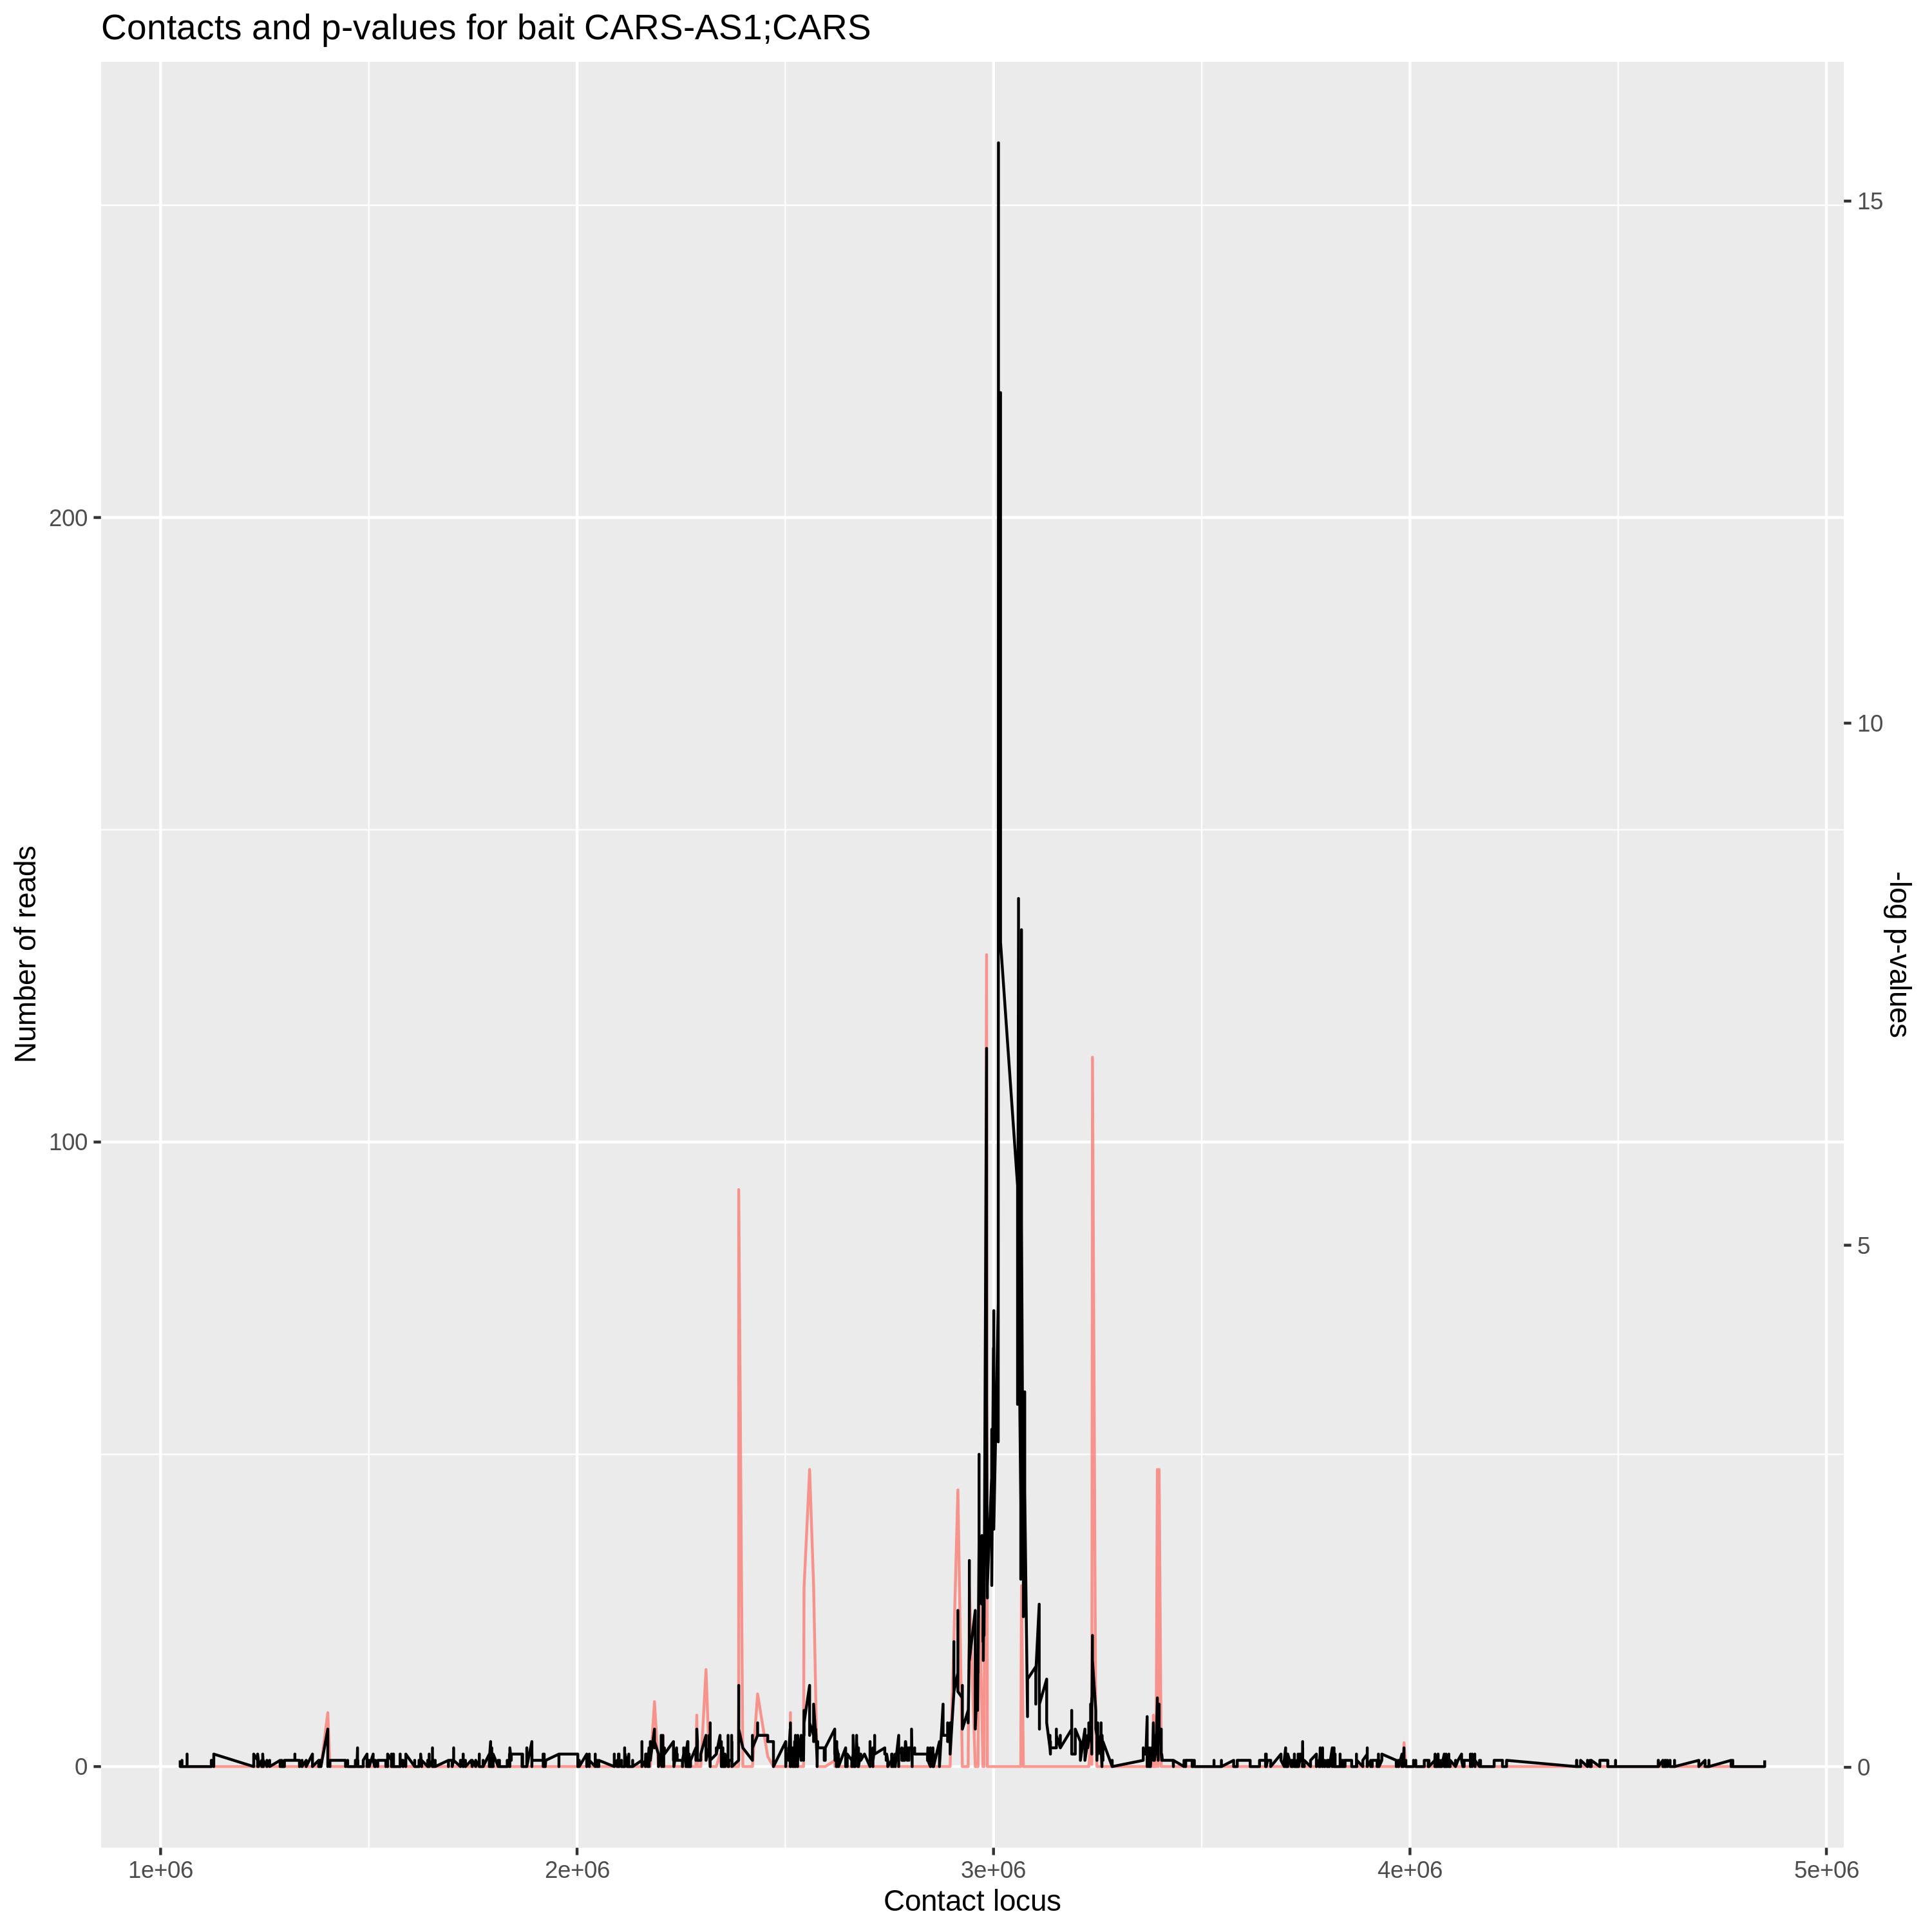 Contacts and p-values for bait CARS-AS1;CARS
15
200
10
Number of reads
-log p-values
100
5
0
0
1e+06 2e+06 3e+06 4e+06 5e+06
Contact locus